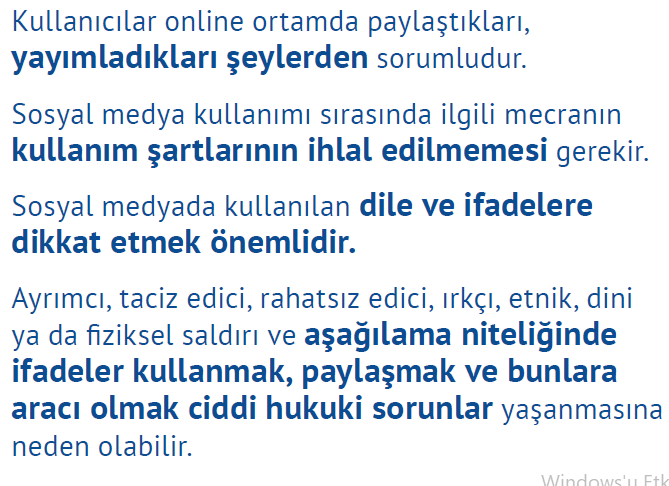 Kullanıcılar online ortamda paylaştıkları,
yayımladıkları şeylerden sorumludur.
Sosyal medya kullanımı sırasında ilgili mecranın
kullanım şartlarının ihlal edilmemesi gerekir.
Sosyal medyada kullanılan dile ve ifadelere
dikkat etmek önemlidir.
Ayrımcı, taciz edici, rahatsız edici, ırkçı, etnik, dini
ya da fiziksel saldırı ve aşağılama niteliğinde
ifadeler kullanmak, paylaşmak ve bunlara
aracı olmak ciddi hukuki sorunlar yaşanmasına
neden olabilir.
Windows'u Etk